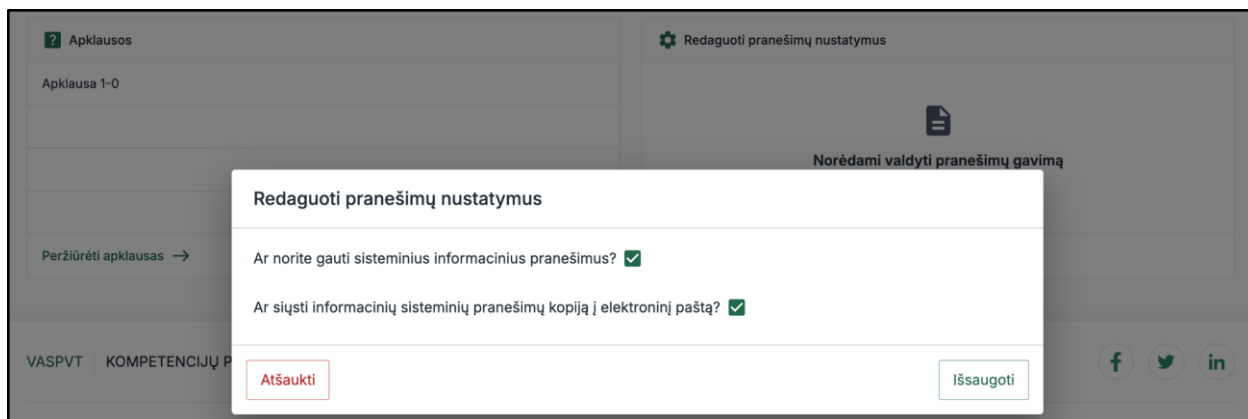 Apklausos
Redaguoti pranešimų nustatymus
Apklausa 1-0
Norėdami valdyti pranešimų gavimą
Redaguoti pranešimų nustatymus
Ar norite gauti sisteminius informacinius pranešimus?
Peržiūrėti apklausas →
Ar siųsti informacinių sisteminių pranešimų kopiją į elektroninį paštą?
VASPVT KOMPETENCIJŲ P
Atšaukti
Išsaugoti